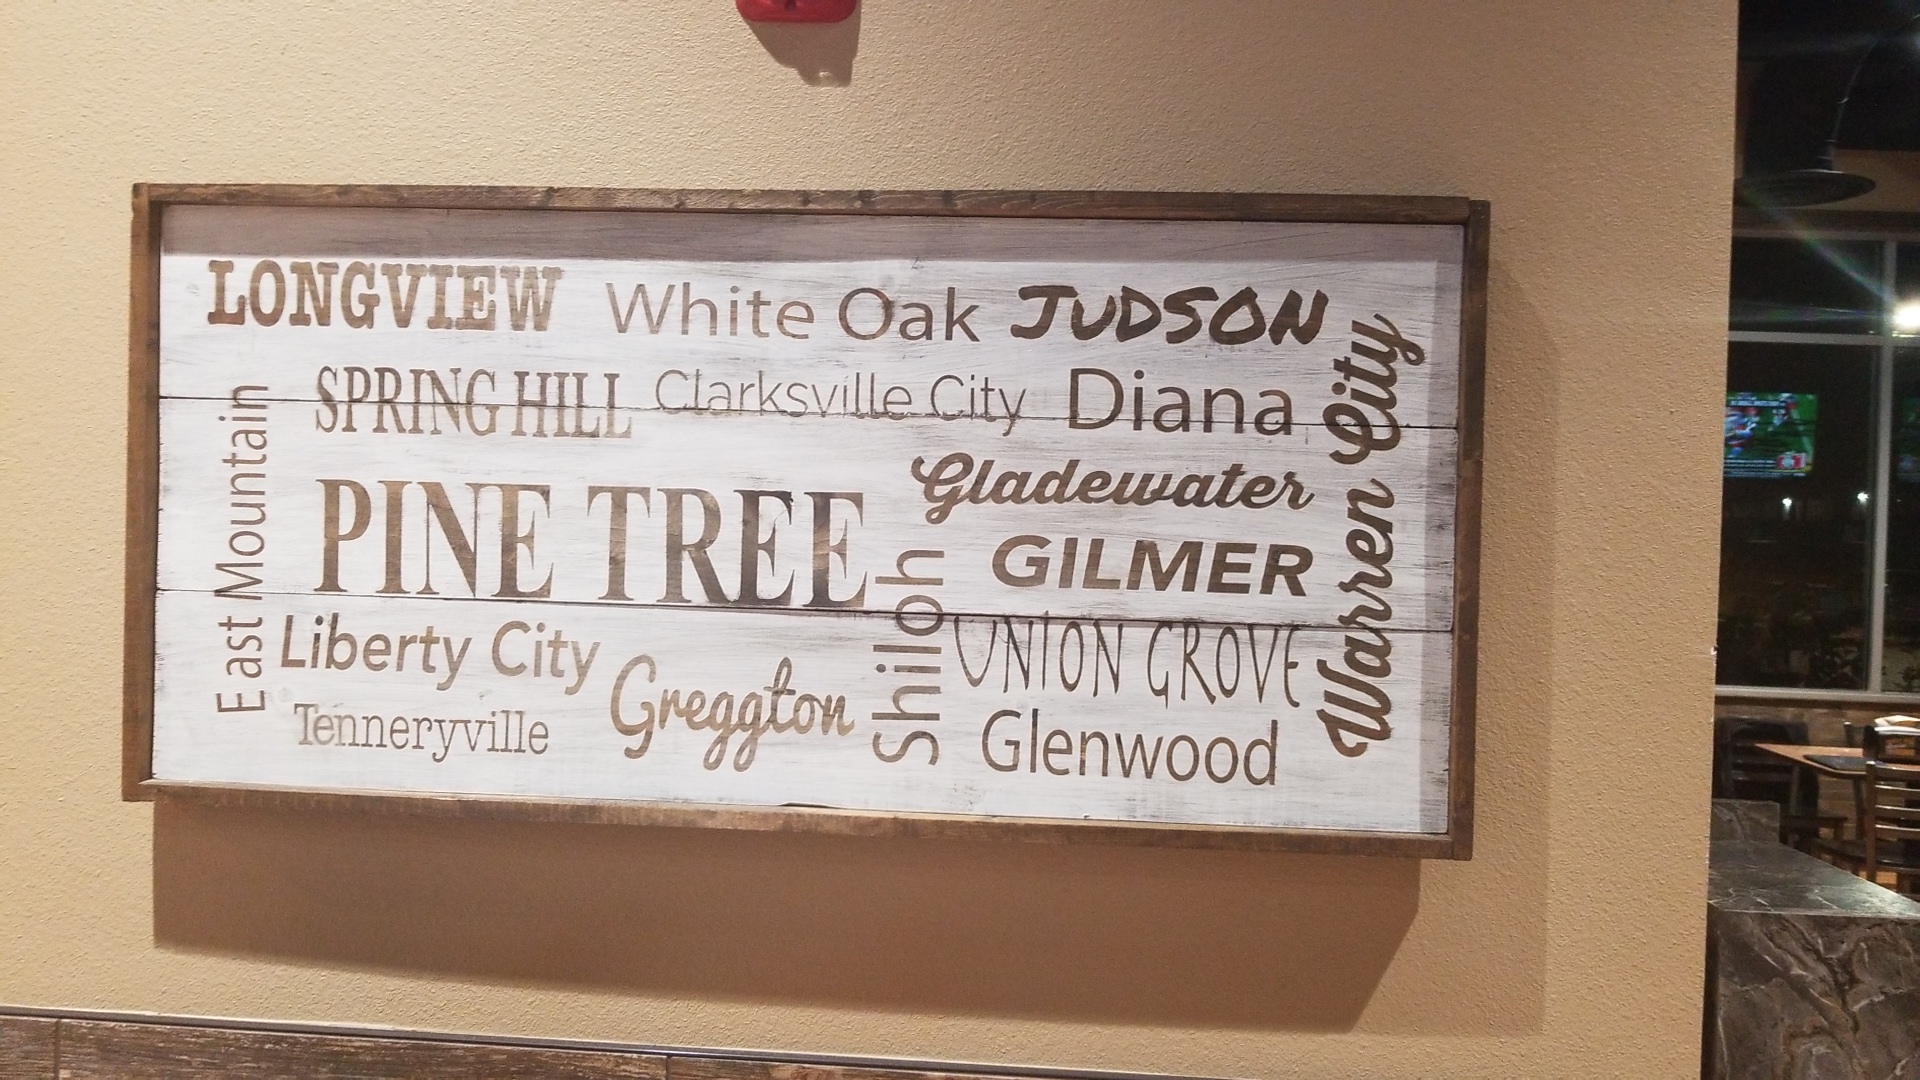 LONGVIEW White Oak JUDSON
SPRING HILL Clarksville City Diana
Warren City
East Mountain
PINE TREE
Gladewater
GILMER
Shiloh
Liberty City
Greggton
UNION GROVE
Tenneryville
Glenwood